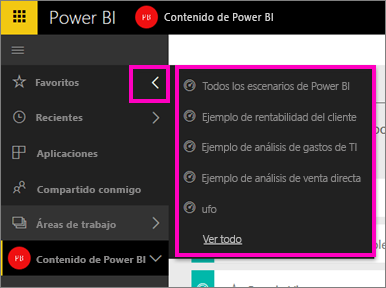 Power BI
PB
Contenido de Power BI
Favoritos
Recientes
Aplicaciones
Compartido conmigo
Áreas de trabajo
PB
Contenido de Power BI
Todos los escenarios de Power BI
Ejemplo de rentabilidad del cliente
Ejemplo de análisis de gastos de TI
Ejemplo de análisis de venta directa
ufo
Ver todo